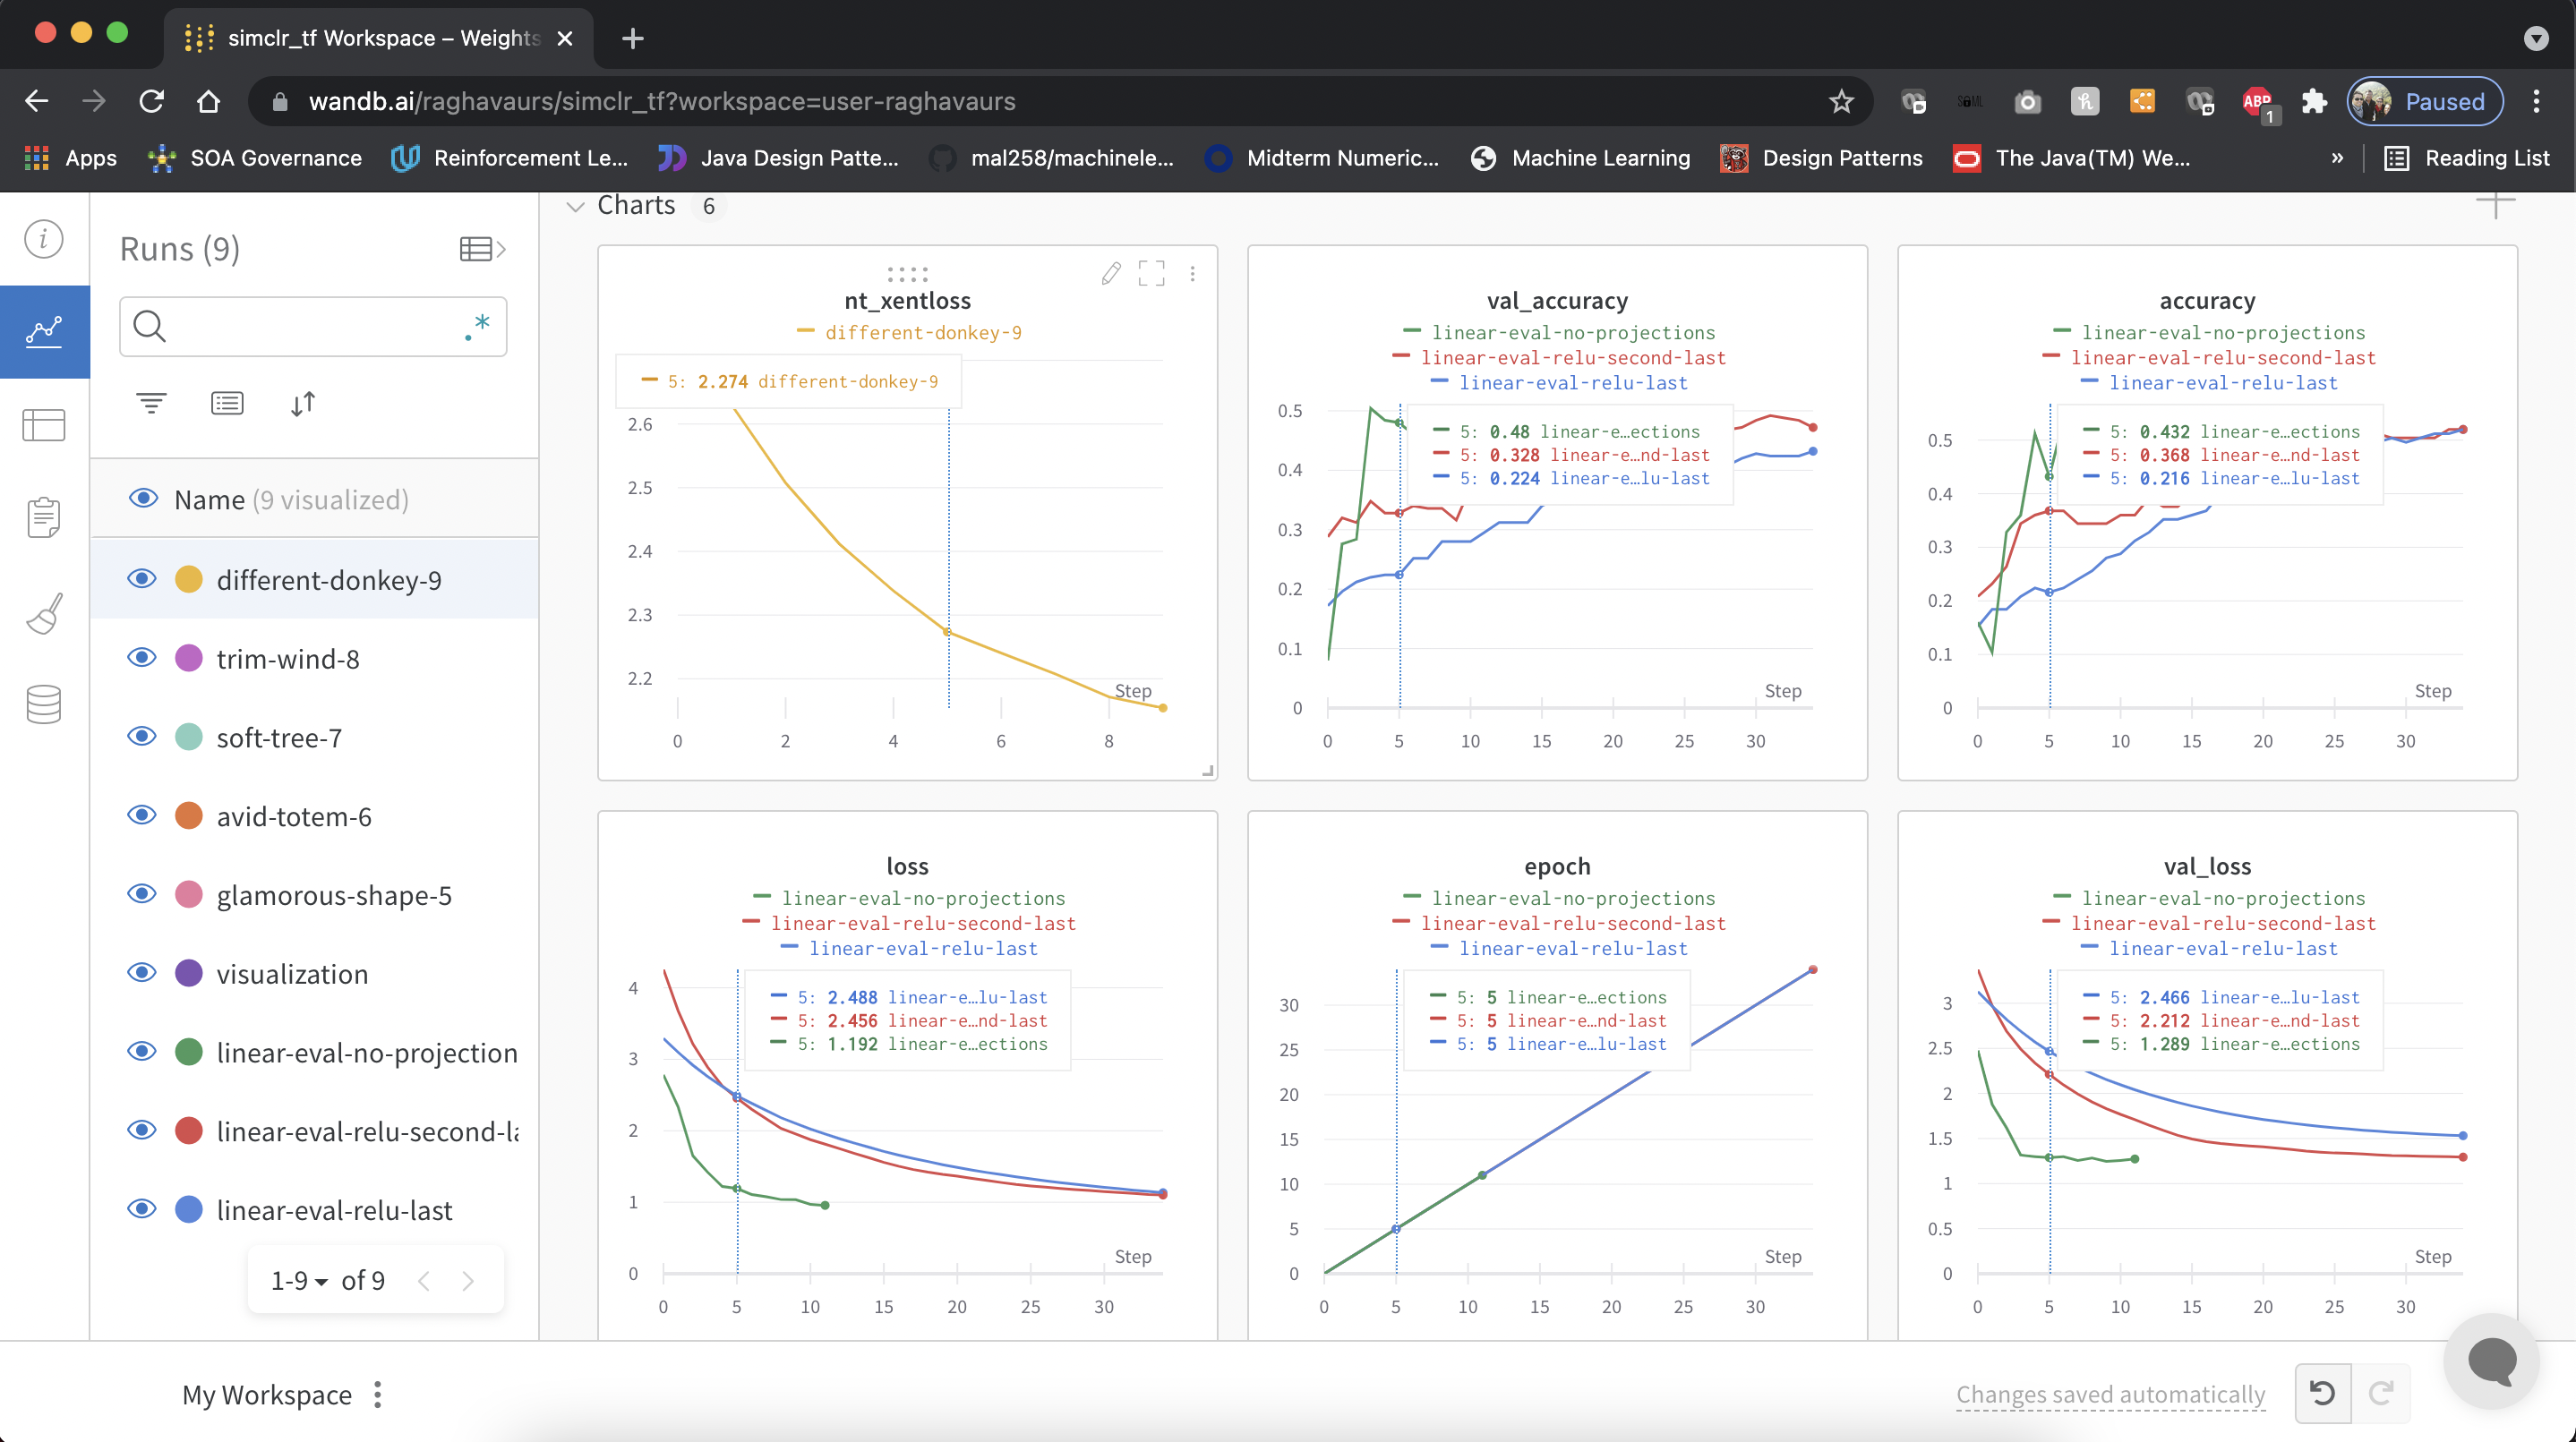 simclr_tf Workspace – Weights
wandb.ai/raghavaurs/simclr_tf?workspace=user-raghavaurs
ABP
1
Paused
Apps
SOA Governance
Reinforcement Le...
Java Design Patte...
mal258/machinele...
Midterm Numeric...
Machine Learning
Design Patterns
The Java(TM) We...
»
Reading List
Runs (9)
.*
Name (9 visualized)
different-donkey-9
trim-wind-8
soft-tree-7
avid-totem-6
glamorous-shape-5
visualization
linear-eval-no-projection
linear-eval-relu-second-la
linear-eval-relu-last
1-9 of 9
Charts 6
nt_xentloss
different-donkey-9
5: 2.274 different-donkey-9
2.6
2.5
2.4
2.3
2.2
Step
0 2 4 6 8
val_accuracy
linear-eval-no-projections
linear-eval-relu-second-last
linear-eval-relu-last
5: 0.48 linear-e…ections
5: 0.328 linear-e…nd-last
5: 0.224 linear-e…lu-last
0.5
0.4
0.3
0.2
0.1
0
Step
0 5 10 15 20 25 30
accuracy
linear-eval-no-projections
linear-eval-relu-second-last
linear-eval-relu-last
5: 0.432 linear-e…ections
5: 0.368 linear-e…nd-last
5: 0.216 linear-e…lu-last
0.5
0.4
0.3
0.2
0.1
0
Step
0 5 10 15 20 25 30
loss
linear-eval-no-projections
linear-eval-relu-second-last
linear-eval-relu-last
5: 2.488 linear-e…lu-last
5: 2.456 linear-e…nd-last
5: 1.192 linear-e…ections
4
3
2
1
0
Step
0 5 10 15 20 25 30
epoch
linear-eval-no-projections
linear-eval-relu-second-last
linear-eval-relu-last
5: 5 linear-e…ections
5: 5 linear-e…nd-last
5: 5 linear-e…lu-last
30
25
20
15
10
5
0
Step
0 5 10 15 20 25 30
val_loss
linear-eval-no-projections
linear-eval-relu-second-last
linear-eval-relu-last
5: 2.466 linear-e…lu-last
5: 2.212 linear-e…nd-last
5: 1.289 linear-e…ections
3
2.5
2
1.5
1
0.5
0
Step
0 5 10 15 20 25 30
My Workspace
Changes saved automatically